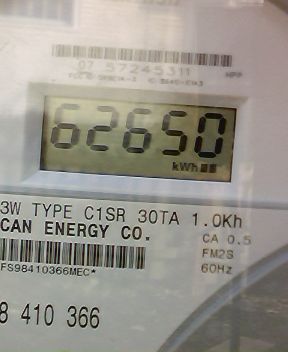 07 57245311 MPP
62650
kWh
3W TYPE C1SR 30TA 1.0Kh
CAN ENERGY CO.
CA 0.5
FM2S
FS98410366MEC*
60Hz
8 410 366